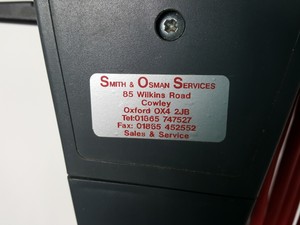 SMITH & OSMAN SERVICES
85 Wilkins Road
Cowley
Oxford OX4 2JB
Tel:01865 747527
Fax: 01865 452552
Sales & Service